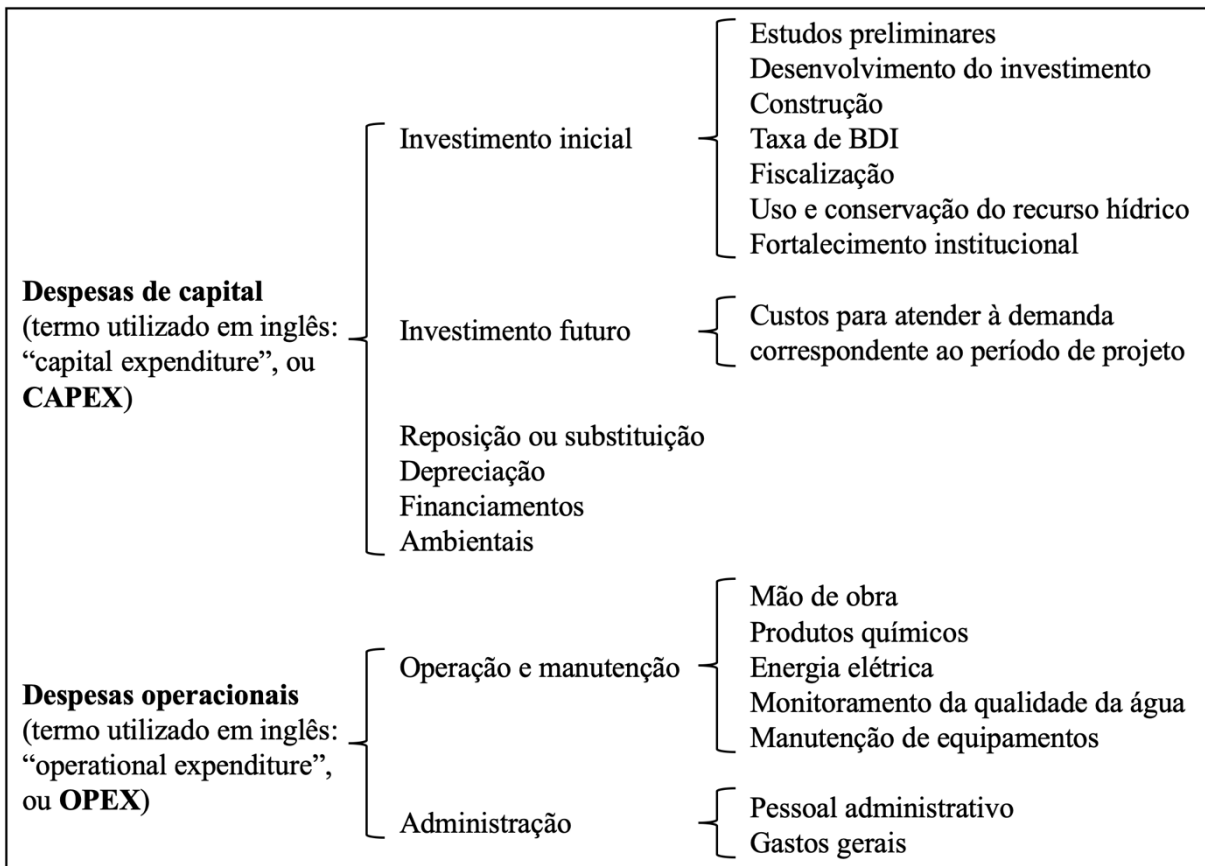 Despesas de capital
(termo utilizado em inglês:
“capital expenditure”, ou
CAPEX)
Investimento inicial
Estudos preliminares
Desenvolvimento do investimento
Construção
Taxa de BDI
Fiscalização
Uso e conservação do recurso hídrico
Fortalecimento institucional
Investimento futuro
Custos para atender à demanda
correspondente ao período de projeto
Reposição ou substituição
Depreciação
Financiamentos
Ambientais
Despesas operacionais
(termo utilizado em inglês:
“operational expenditure”,
ou OPEX)
Operação e manutenção
Mão de obra
Produtos químicos
Energia elétrica
Monitoramento da qualidade da água
Manutenção de equipamentos
Administração
Pessoal administrativo
Gastos gerais